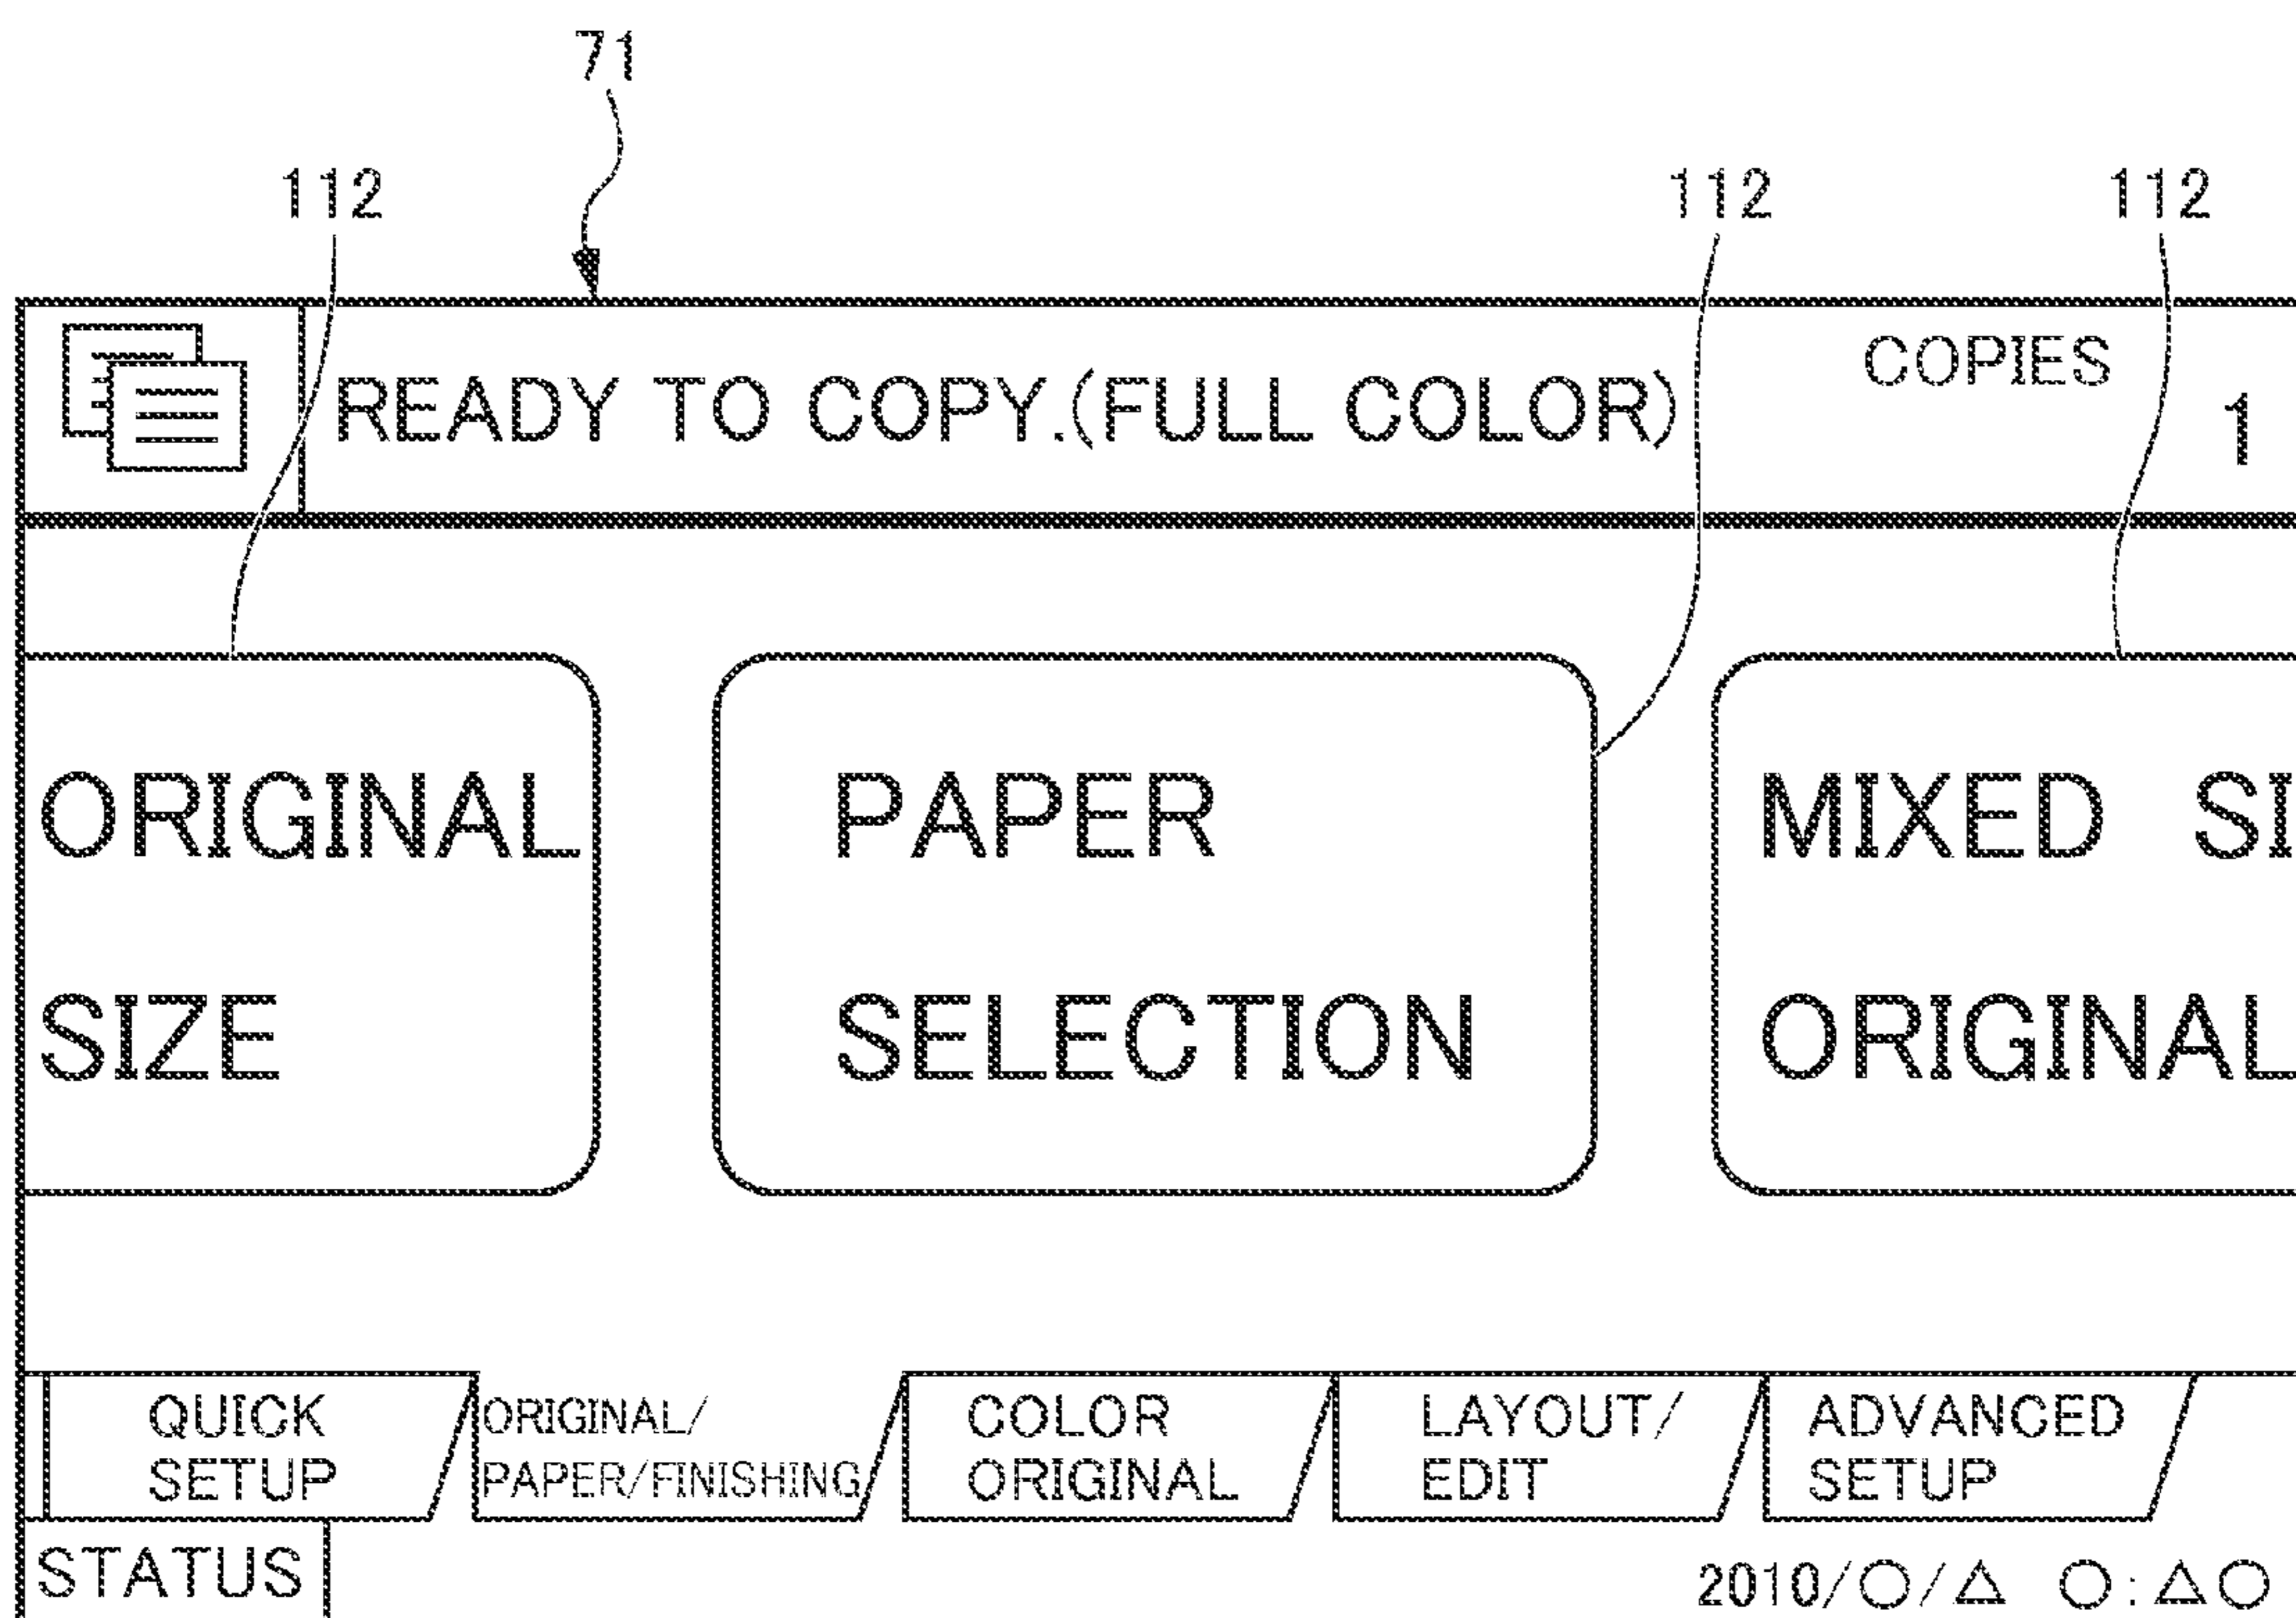 71
112
112
112
READY TO COPY.(FULL COLOR)
COPIES
1
ORIGINAL
SIZE
PAPER
SELECTION
MIXED SI
ORIGINAL
QUICK
SETUP
ORIGINAL/
PAPER/FINISHING
COLOR
ORIGINAL
LAYOUT/
EDIT
ADVANCED
SETUP
STATUS
2010/○/△ ○:△○